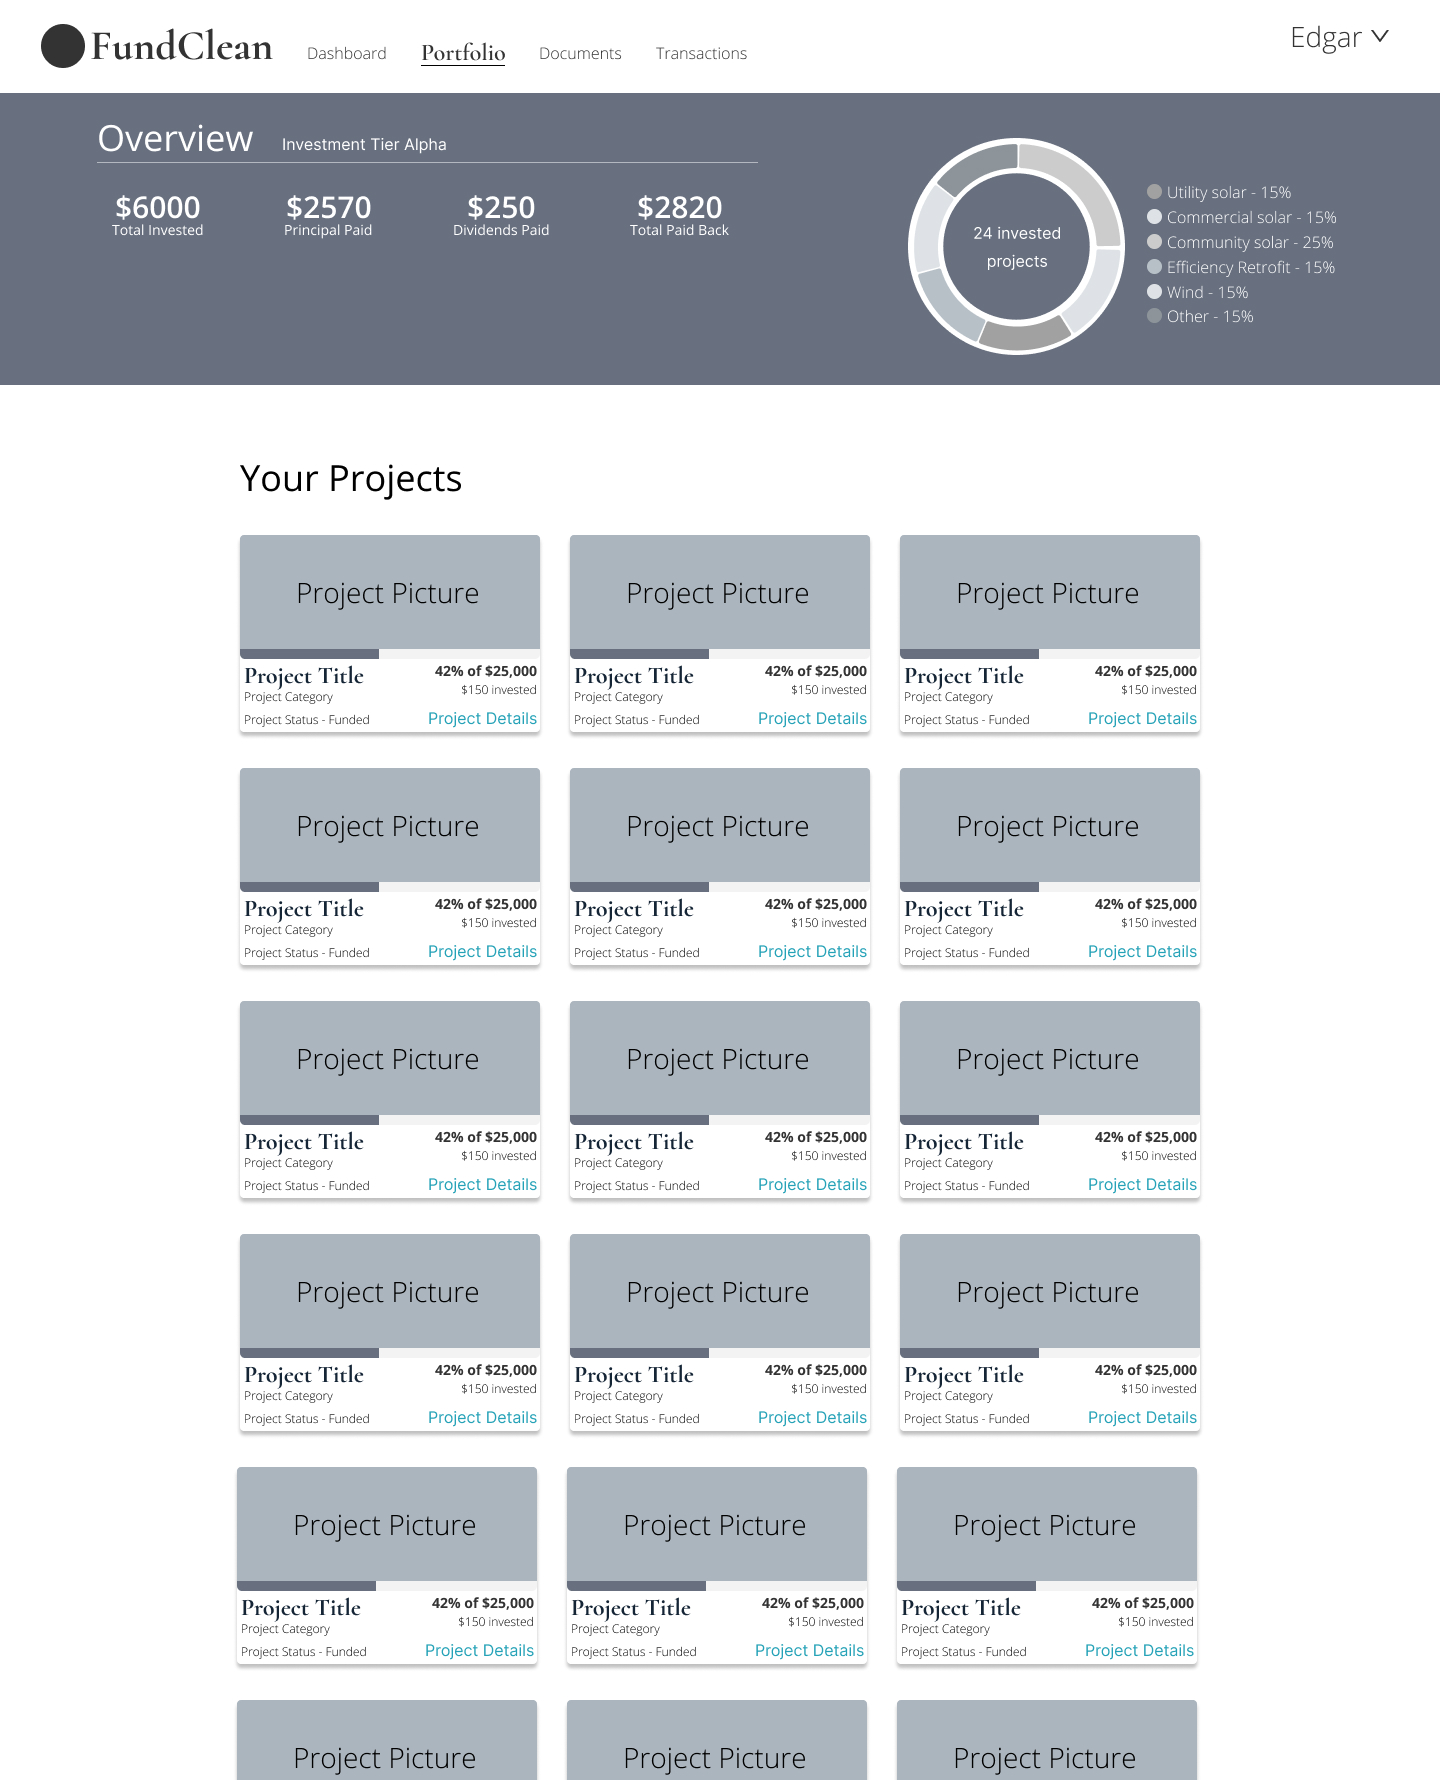 FundClean
Dashboard Portfolio Documents Transactions
Edgar
Overview Investment Tier Alpha
$6000 $2570 $250 $2820
Total Invested Principal Paid Dividends Paid Total Paid Back
24 invested
projects
Utility solar - 15%
Commercial solar - 15%
Community solar - 25%
Efficiency Retrofit - 15%
Wind - 15%
Other - 15%
Your Projects
Project Picture Project Picture Project Picture
Project Title 42% of $25,000 Project Title 42% of $25,000 Project Title 42% of $25,000
Project Category $150 invested Project Category $150 invested Project Category $150 invested
Project Status - Funded Project Details Project Status - Funded Project Details Project Status - Funded Project Details
Project Picture Project Picture Project Picture
Project Title 42% of $25,000 Project Title 42% of $25,000 Project Title 42% of $25,000
Project Category $150 invested Project Category $150 invested Project Category $150 invested
Project Status - Funded Project Details Project Status - Funded Project Details Project Status - Funded Project Details
Project Picture Project Picture Project Picture
Project Title 42% of $25,000 Project Title 42% of $25,000 Project Title 42% of $25,000
Project Category $150 invested Project Category $150 invested Project Category $150 invested
Project Status - Funded Project Details Project Status - Funded Project Details Project Status - Funded Project Details
Project Picture Project Picture Project Picture
Project Title 42% of $25,000 Project Title 42% of $25,000 Project Title 42% of $25,000
Project Category $150 invested Project Category $150 invested Project Category $150 invested
Project Status - Funded Project Details Project Status - Funded Project Details Project Status - Funded Project Details
Project Picture Project Picture Project Picture
Project Title 42% of $25,000 Project Title 42% of $25,000 Project Title 42% of $25,000
Project Category $150 invested Project Category $150 invested Project Category $150 invested
Project Status - Funded Project Details Project Status - Funded Project Details Project Status - Funded Project Details
Project Picture Project Picture Project Picture